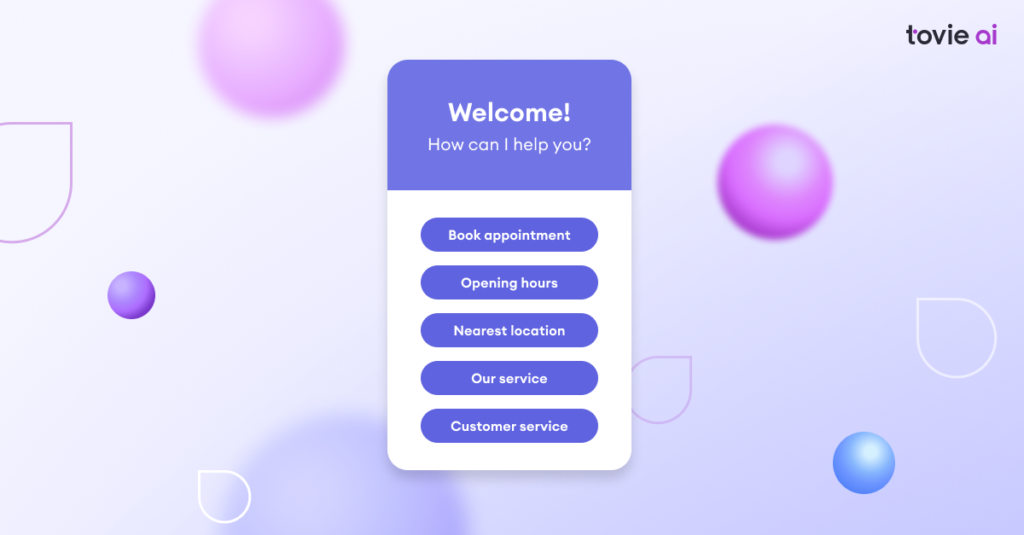 tovie ai
Welcome!
How can I help you?
Book appointment
Opening hours
Nearest location
Our service
Customer service